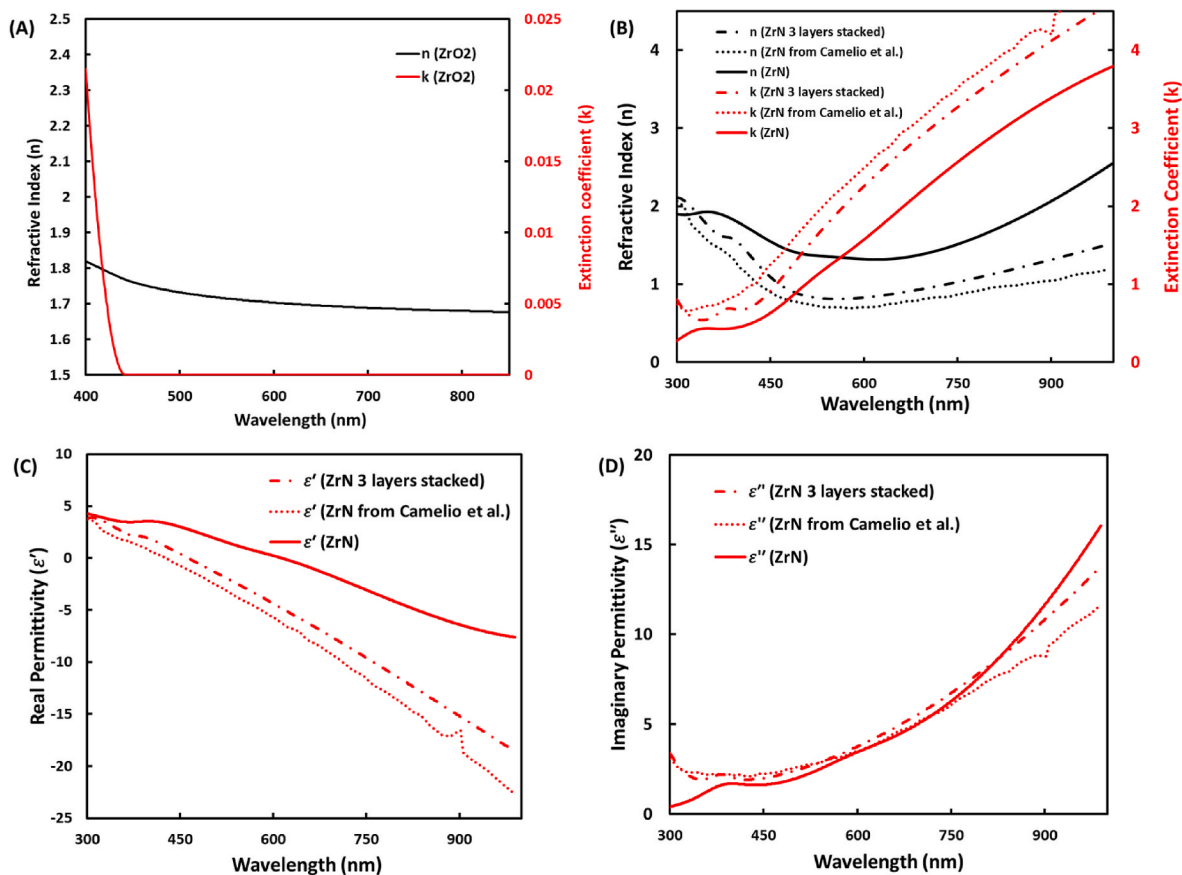 (A)
2.5
2.4
2.3
2.2
2.1
2
1.9
1.8
1.7
1.6
1.5
Refractive Index (n)
n (ZrO2)
k (ZrO2)
0.025
0.02
0.015
0.01
0.005
0
Extinction coefficient (k)
400
500
600
700
800
Wavelength (nm)
(B)
4
3
2
1
0
Refractive Index (n)
n (ZrN 3 layers stacked)
n (ZrN from Camelio et al.)
n (ZrN)
k (ZrN 3 layers stacked)
k (ZrN from Camelio et al.)
k (ZrN)
4
3
2
1
0
Extinction Coefficient (k)
300
450
600
750
900
Wavelength (nm)
(C)
10
5
0
-5
-10
-15
-20
-25
Real Permittivity (ε′)
ε′ (ZrN 3 layers stacked)
ε′ (ZrN from Camelio et al.)
ε′ (ZrN)
300
450
600
750
900
Wavelength (nm)
(D)
20
15
10
5
0
Imaginary Permittivity (ε″)
ε″ (ZrN 3 layers stacked)
ε″ (ZrN from Camelio et al.)
ε″ (ZrN)
300
450
600
750
900
Wavelength (nm)